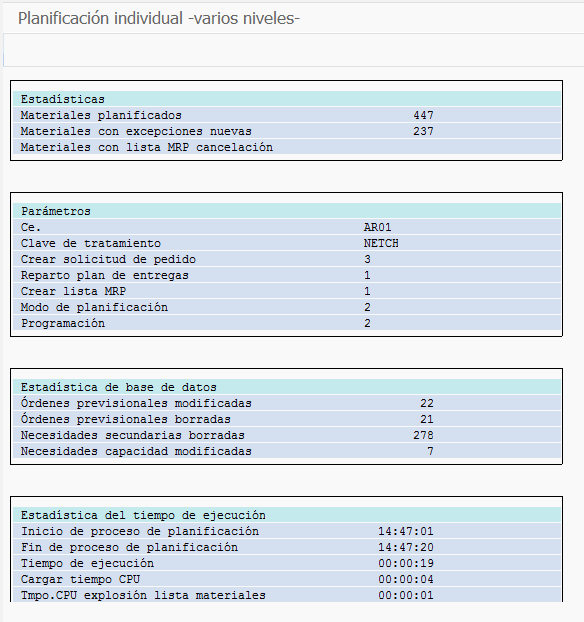 Planificación individual -varios niveles-
Estadísticas
Materiales planificados 447
Materiales con excepciones nuevas 237
Materiales con lista MRP cancelación
Parámetros
Ce. AR01
Clave de tratamiento NETCH
Crear solicitud de pedido 3
Reparto plan de entregas 1
Crear lista MRP 1
Modo de planificación 2
Programación 2
Estadística de base de datos
Órdenes previsionales modificadas 22
Órdenes previsionales borradas 21
Necesidades secundarias borradas 278
Necesidades capacidad modificadas 7
Estadística del tiempo de ejecución
Inicio de proceso de planificación 14:47:01
Fin de proceso de planificación 14:47:20
Tiempo de ejecución 00:00:19
Cargar tiempo CPU 00:00:04
Tmpo.CPU explosión lista materiales 00:00:01